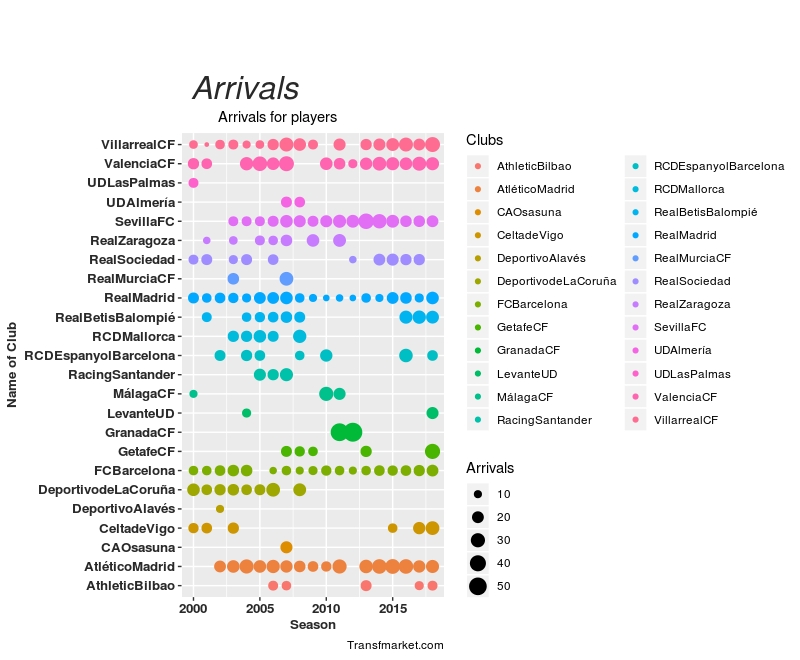 Arrivals
Arrivals for players
Name of Club
VillarrealCF
ValenciaCF
UDLasPalmas
UDAlmería
SevillaFC
RealZaragoza
RealSociedad
RealMurciaCF
RealMadrid
RealBetisBalompié
RCDMallorca
RCDEspanyolBarcelona
RacingSantander
MálagaCF
LevanteUD
GranadaCF
GetafeCF
FCBarcelona
DeportivodeLaCoruña
DeportivoAlavés
CeltadeVigo
CAOsasuna
AtléticoMadrid
AthleticBilbao
2000 2005 2010 2015
Season
Clubs
AthleticBilbao
AtléticoMadrid
CAOsasuna
CeltadeVigo
DeportivoAlavés
DeportivodeLaCoruña
FCBarcelona
GetafeCF
GranadaCF
LevanteUD
MálagaCF
RacingSantander
RCDEspanyolBarcelona
RCDMallorca
RealBetisBalompié
RealMadrid
RealMurciaCF
RealSociedad
RealZaragoza
SevillaFC
UDAlmería
UDLasPalmas
ValenciaCF
VillarrealCF
Arrivals
10
20
30
40
50
Transfmarket.com